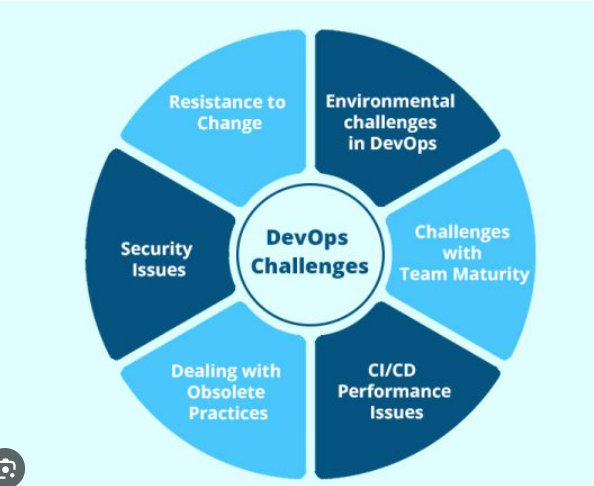 Resistance to
Change
Environmental
challenges
in DevOps
Security
Issues
DevOps
Challenges
Challenges
with
Team Maturity
Dealing with
Obsolete
Practices
CI/CD
Performance
Issues